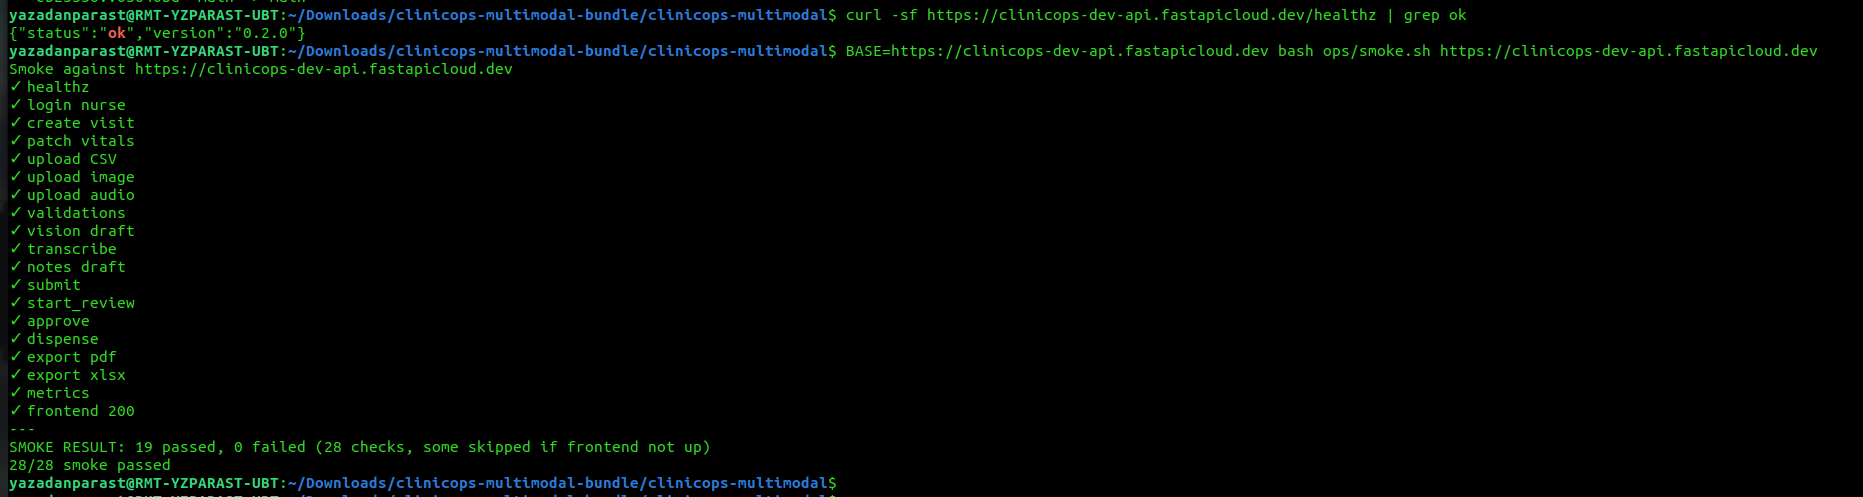 yazadanparast@RMT-YZPARAST-UBT:~/Downloads/clinicops-multimodal-bundle/clinicops-multimodal$ curl -sf https://clinicops-dev-api.fastapicloud.dev/healthz | grep ok
{"status":"ok","version":"0.2.0"}
yazadanparast@RMT-YZPARAST-UBT:~/Downloads/clinicops-multimodal-bundle/clinicops-multimodal$ BASE=https://clinicops-dev-api.fastapicloud.dev bash ops/smoke.sh https://clinicops-dev-api.fastapicloud.dev
Smoke against https://clinicops-dev-api.fastapicloud.dev
✓ healthz
✓ login nurse
✓ create visit
✓ patch vitals
✓ upload CSV
✓ upload image
✓ upload audio
✓ validations
✓ vision draft
✓ transcribe
✓ notes draft
✓ submit
✓ start_review
✓ approve
✓ dispense
✓ export pdf
✓ export xlsx
✓ metrics
✓ frontend 200
---
SMOKE RESULT: 19 passed, 0 failed (28 checks, some skipped if frontend not up)
28/28 smoke passed
yazadanparast@RMT-YZPARAST-UBT:~/Downloads/clinicops-multimodal-bundle/clinicops-multimodal$